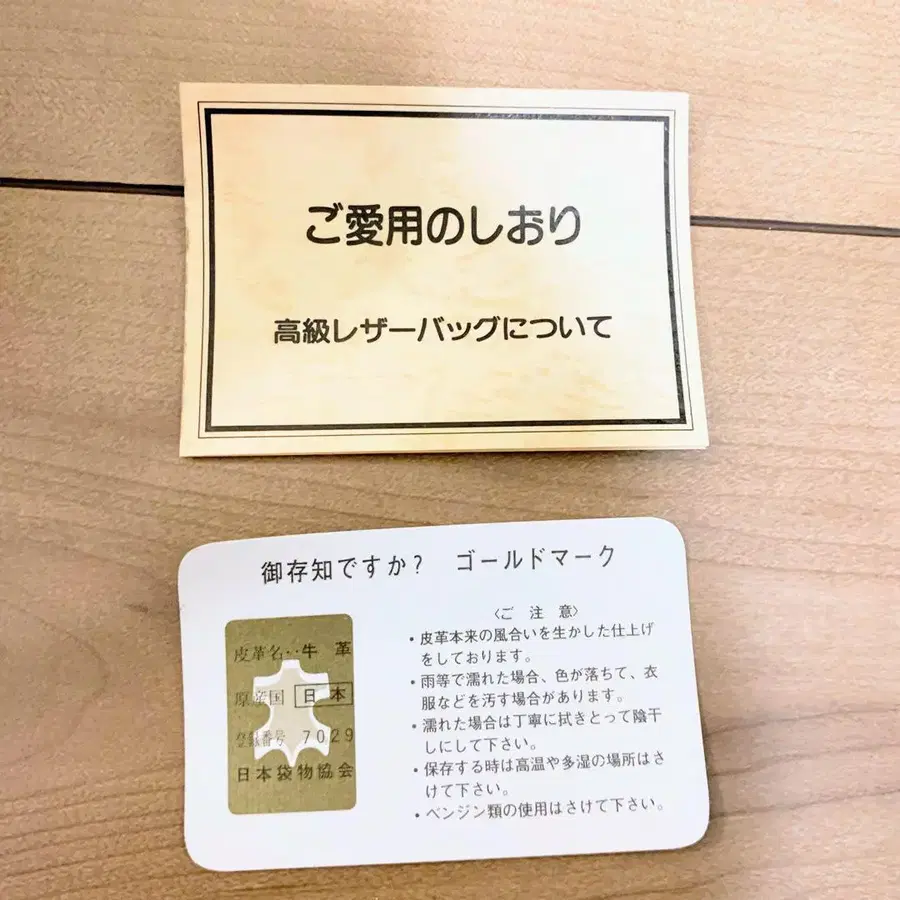 ご愛用のしおり
高級レザーバッグについて
御存知ですか? ゴールドマーク
皮革名‥牛革
原産国 日本
登録番号 7029
日本袋物協会
〈ご注意〉
・皮革本来の風合いを生かした仕上げ
をしております。
・雨等で濡れた場合、色が落ちて、衣
服などを汚す場合があります。
・濡れた場合は丁寧に拭きとって陰干
しにして下さい。
・保存する時は高温や多湿の場所はさ
けて下さい。
・ベンジン類の使用はさけて下さい。